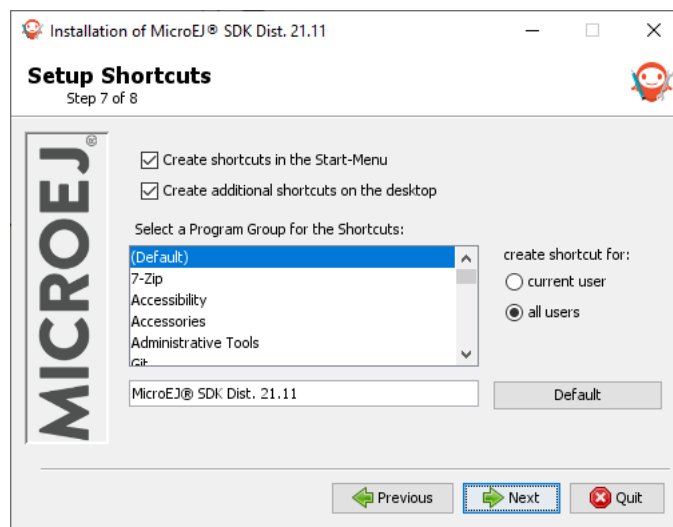 Installation of MicroEJ® SDK Dist. 21.11
Setup Shortcuts
Step 7 of 8
MICROEJ®
Create shortcuts in the Start-Menu
Create additional shortcuts on the desktop
Select a Program Group for the Shortcuts:
(Default)
7-Zip
Accessibility
Accessories
Administrative Tools
Git
create shortcut for:
current user
all users
MicroEJ® SDK Dist. 21.11
Default
Previous
Next
Quit